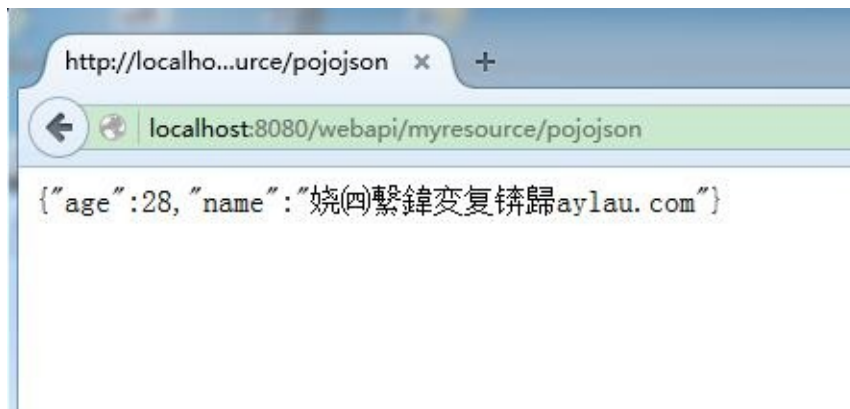 http://localho...urce/pojojson × +
localhost:8080/webapi/myresource/pojojson
{"age":28,"name":"娆㈣繋鍏変复锛歸aylau.com"}